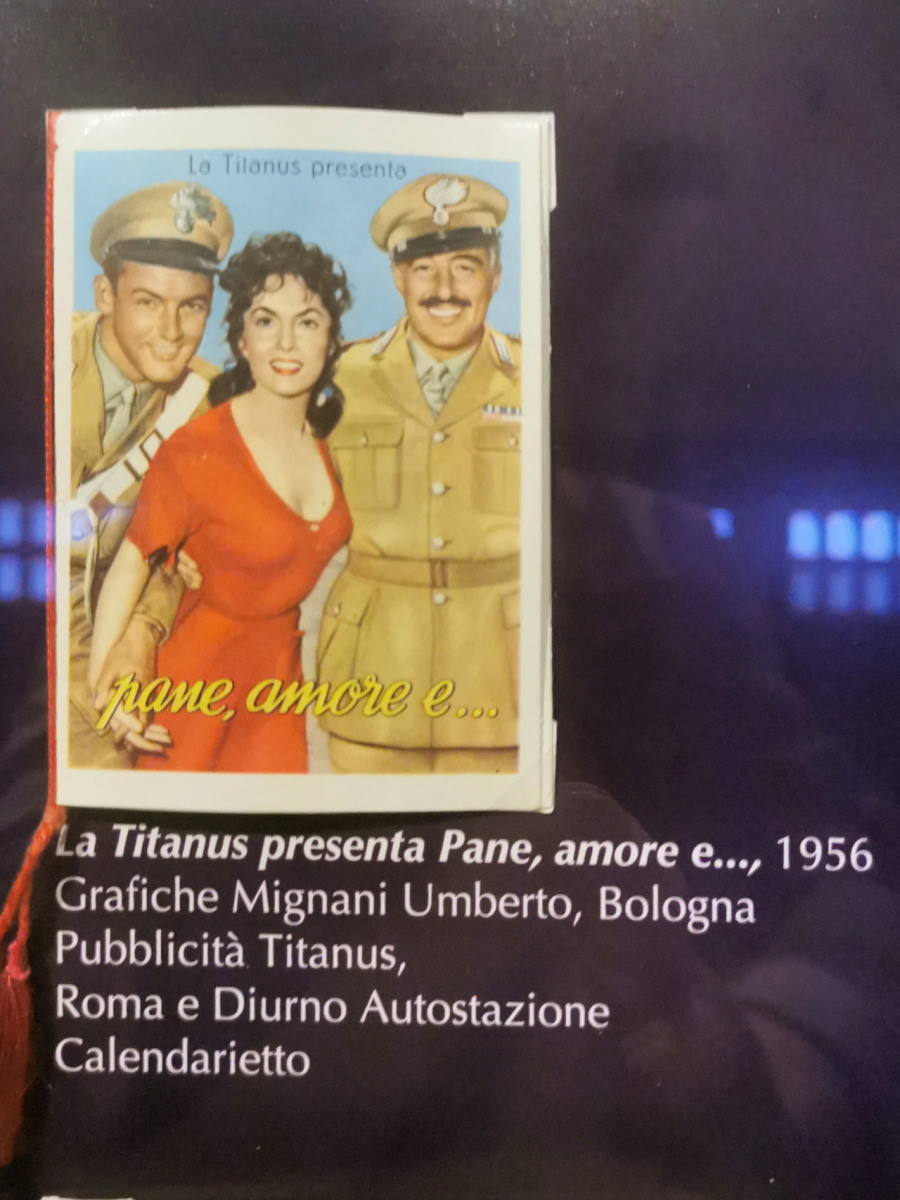 La Titanus presenta
pane, amore e...
La Titanus presenta Pane, amore e..., 1956
Grafiche Mignani Umberto, Bologna
Pubblicità Titanus,
Roma e Diurno Autostazione
Calendarietto